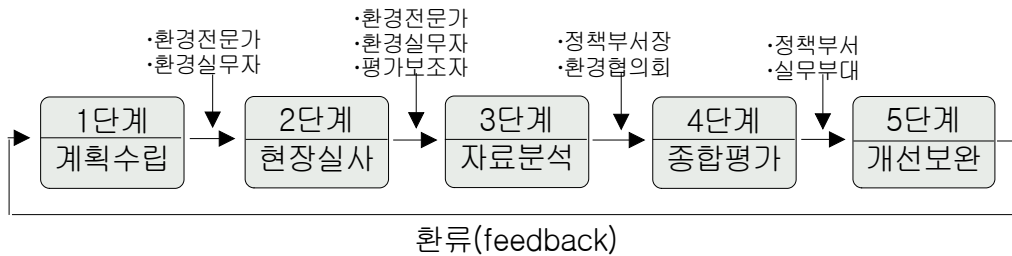 ·환경전문가
·환경실무자
·환경전문가
·환경실무자
·평가보조자
·정책부서장
·환경협의회
·정책부서
·실무부대
1단계
계획수립
2단계
현장실사
3단계
자료분석
4단계
종합평가
5단계
개선보완
환류(feedback)